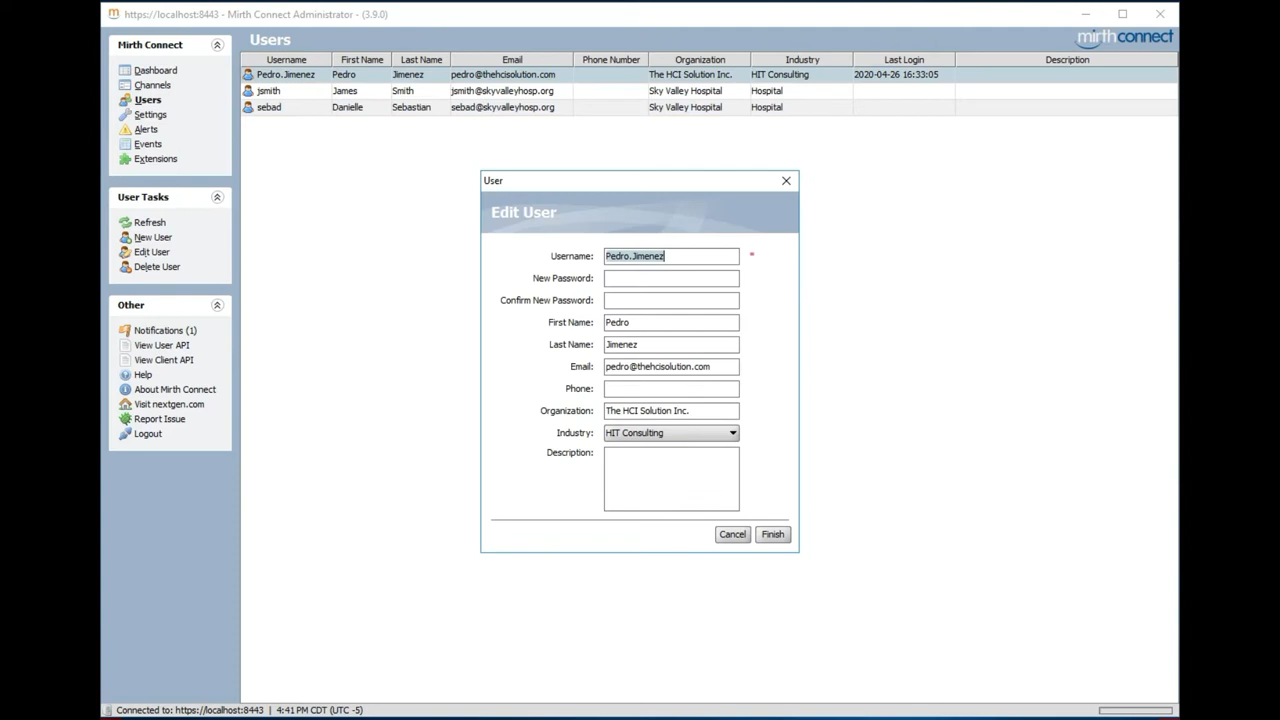 https://localhost:8443 - Mirth Connect Administrator - (3.9.0)
Mirth Connect
Dashboard
Channels
Users
Settings
Alerts
Events
Extensions
User Tasks
Refresh
New User
Edit User
Delete User
Other
Notifications (1)
View User API
View Client API
Help
About Mirth Connect
Visit nextgen.com
Report Issue
Logout
Users
mirthconnect
Username First Name Last Name Email Phone Number Organization Industry Last Login Description
Pedro.Jimenez Pedro Jimenez pedro@thehcisolution.com The HCI Solution Inc. HIT Consulting 2020-04-26 16:33:05
jsmith James Smith jsmith@skyvalleyhosp.org Sky Valley Hospital Hospital
sebad Danielle Sebastian sebad@skyvalleyhosp.org Sky Valley Hospital Hospital
User
Edit User
Username: Pedro.Jimenez *
New Password:
Confirm New Password:
First Name: Pedro
Last Name: Jimenez
Email: pedro@thehcisolution.com
Phone:
Organization: The HCI Solution Inc.
Industry: HIT Consulting
Description:
Cancel Finish
Connected to: https://localhost:8443 | 4:41 PM CDT (UTC -5)